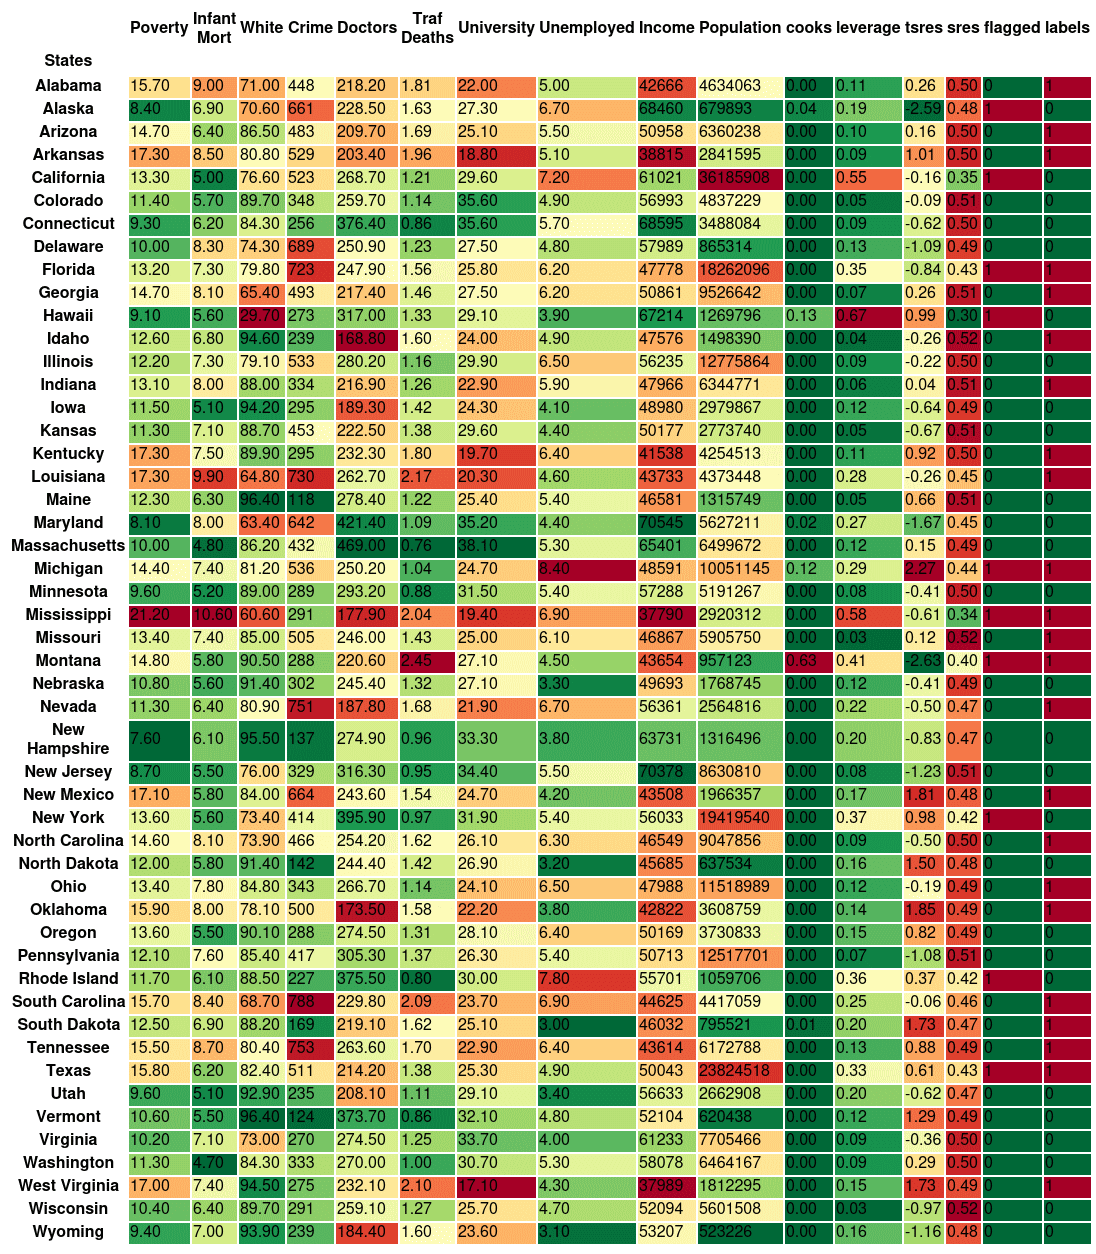 Poverty Infant Mort White Crime Doctors Traf Deaths University Unemployed Income Population cooks leverage tsres sres flagged labels
States
Alabama 15.70 9.00 71.00 448 218.20 1.81 22.00 5.00 42666 4634063 0.00 0.11 0.26 0.50 0 1
Alaska 8.40 6.90 70.60 661 228.50 1.63 27.30 6.70 68460 679893 0.04 0.19 -2.59 0.48 1 0
Arizona 14.70 6.40 86.50 483 209.70 1.69 25.10 5.50 50958 6360238 0.00 0.10 0.16 0.50 0 1
Arkansas 17.30 8.50 80.80 529 203.40 1.96 18.80 5.10 38815 2841595 0.00 0.09 1.01 0.50 0 1
California 13.30 5.00 76.60 523 268.70 1.21 29.60 7.20 61021 36185908 0.00 0.55 -0.16 0.35 1 0
Colorado 11.40 5.70 89.70 348 259.70 1.14 35.60 4.90 56993 4837229 0.00 0.05 -0.09 0.51 0 0
Connecticut 9.30 6.20 84.30 256 376.40 0.86 35.60 5.70 68595 3488084 0.00 0.09 -0.62 0.50 0 0
Delaware 10.00 8.30 74.30 689 250.90 1.23 27.50 4.80 57989 865314 0.00 0.13 -1.09 0.49 0 0
Florida 13.20 7.30 79.80 723 247.90 1.56 25.80 6.20 47778 18262096 0.00 0.35 -0.84 0.43 1 1
Georgia 14.70 8.10 65.40 493 217.40 1.46 27.50 6.20 50861 9526642 0.00 0.07 0.26 0.51 0 1
Hawaii 9.10 5.60 29.70 273 317.00 1.33 29.10 3.90 67214 1269796 0.13 0.67 0.99 0.30 1 0
Idaho 12.60 6.80 94.60 239 168.80 1.60 24.00 4.90 47576 1498390 0.00 0.04 -0.26 0.52 0 1
Illinois 12.20 7.30 79.10 533 280.20 1.16 29.90 6.50 56235 12775864 0.00 0.09 -0.22 0.50 0 0
Indiana 13.10 8.00 88.00 334 216.90 1.26 22.90 5.90 47966 6344771 0.00 0.06 0.04 0.51 0 1
Iowa 11.50 5.10 94.20 295 189.30 1.42 24.30 4.10 48980 2979867 0.00 0.12 -0.64 0.49 0 0
Kansas 11.30 7.10 88.70 453 222.50 1.38 29.60 4.40 50177 2773740 0.00 0.05 -0.67 0.51 0 0
Kentucky 17.30 7.50 89.90 295 232.30 1.80 19.70 6.40 41538 4254513 0.00 0.11 0.92 0.50 0 1
Louisiana 17.30 9.90 64.80 730 262.70 2.17 20.30 4.60 43733 4373448 0.00 0.28 -0.26 0.45 0 1
Maine 12.30 6.30 96.40 118 278.40 1.22 25.40 5.40 46581 1315749 0.00 0.05 0.66 0.51 0 0
Maryland 8.10 8.00 63.40 642 421.40 1.09 35.20 4.40 70545 5627211 0.02 0.27 -1.67 0.45 0 0
Massachusetts 10.00 4.80 86.20 432 469.00 0.76 38.10 5.30 65401 6499672 0.00 0.12 0.15 0.49 0 0
Michigan 14.40 7.40 81.20 536 250.20 1.04 24.70 8.40 48591 10051145 0.12 0.29 2.27 0.44 1 1
Minnesota 9.60 5.20 89.00 289 293.20 0.88 31.50 5.40 57288 5191267 0.00 0.08 -0.41 0.50 0 0
Mississippi 21.20 10.60 60.60 291 177.90 2.04 19.40 6.90 37790 2920312 0.00 0.58 -0.61 0.34 1 1
Missouri 13.40 7.40 85.00 505 246.00 1.43 25.00 6.10 46867 5905750 0.00 0.03 0.12 0.52 0 1
Montana 14.80 5.80 90.50 288 220.60 2.45 27.10 4.50 43654 957123 0.63 0.41 -2.63 0.40 1 1
Nebraska 10.80 5.60 91.40 302 245.40 1.32 27.10 3.30 49693 1768745 0.00 0.12 -0.41 0.49 0 0
Nevada 11.30 6.40 80.90 751 187.80 1.68 21.90 6.70 56361 2564816 0.00 0.22 -0.50 0.47 0 1
New Hampshire 7.60 6.10 95.50 137 274.90 0.96 33.30 3.80 63731 1316496 0.00 0.20 -0.83 0.47 0 0
New Jersey 8.70 5.50 76.00 329 316.30 0.95 34.40 5.50 70378 8630810 0.00 0.08 -1.23 0.51 0 0
New Mexico 17.10 5.80 84.00 664 243.60 1.54 24.70 4.20 43508 1966357 0.00 0.17 1.81 0.48 0 1
New York 13.60 5.60 73.40 414 395.90 0.97 31.90 5.40 56033 19419540 0.00 0.37 0.98 0.42 1 0
North Carolina 14.60 8.10 73.90 466 254.20 1.62 26.10 6.30 46549 9047856 0.00 0.09 -0.50 0.50 0 1
North Dakota 12.00 5.80 91.40 142 244.40 1.42 26.90 3.20 45685 637534 0.00 0.16 1.50 0.48 0 0
Ohio 13.40 7.80 84.80 343 266.70 1.14 24.10 6.50 47988 11518989 0.00 0.12 -0.19 0.49 0 1
Oklahoma 15.90 8.00 78.10 500 173.50 1.58 22.20 3.80 42822 3608759 0.00 0.14 1.85 0.49 0 1
Oregon 13.60 5.50 90.10 288 274.50 1.31 28.10 6.40 50169 3730833 0.00 0.15 0.82 0.49 0 0
Pennsylvania 12.10 7.60 85.40 417 305.30 1.37 26.30 5.40 50713 12517701 0.00 0.07 -1.08 0.51 0 0
Rhode Island 11.70 6.10 88.50 227 375.50 0.80 30.00 7.80 55701 1059706 0.00 0.36 0.37 0.42 1 0
South Carolina 15.70 8.40 68.70 788 229.80 2.09 23.70 6.90 44625 4417059 0.00 0.25 -0.06 0.46 0 1
South Dakota 12.50 6.90 88.20 169 219.10 1.62 25.10 3.00 46032 795521 0.01 0.20 1.73 0.47 0 1
Tennessee 15.50 8.70 80.40 753 263.60 1.70 22.90 6.40 43614 6172788 0.00 0.13 0.88 0.49 0 1
Texas 15.80 6.20 82.40 511 214.20 1.38 25.30 4.90 50043 23824518 0.00 0.33 0.61 0.43 1 1
Utah 9.60 5.10 92.90 235 208.10 1.11 29.10 3.40 56633 2662908 0.00 0.20 -0.62 0.47 0 0
Vermont 10.60 5.50 96.40 124 373.70 0.86 32.10 4.80 52104 620438 0.00 0.12 1.29 0.49 0 0
Virginia 10.20 7.10 73.00 270 274.50 1.25 33.70 4.00 61233 7705466 0.00 0.09 -0.36 0.50 0 0
Washington 11.30 4.70 84.30 333 270.00 1.00 30.70 5.30 58078 6464167 0.00 0.09 0.29 0.50 0 0
West Virginia 17.00 7.40 94.50 275 232.10 2.10 17.10 4.30 37989 1812295 0.00 0.15 1.73 0.49 0 1
Wisconsin 10.40 6.40 89.70 291 259.10 1.27 25.70 4.70 52094 5601508 0.00 0.03 -0.97 0.52 0 0
Wyoming 9.40 7.00 93.90 239 184.40 1.60 23.60 3.10 53207 523226 0.00 0.16 -1.16 0.48 0 0